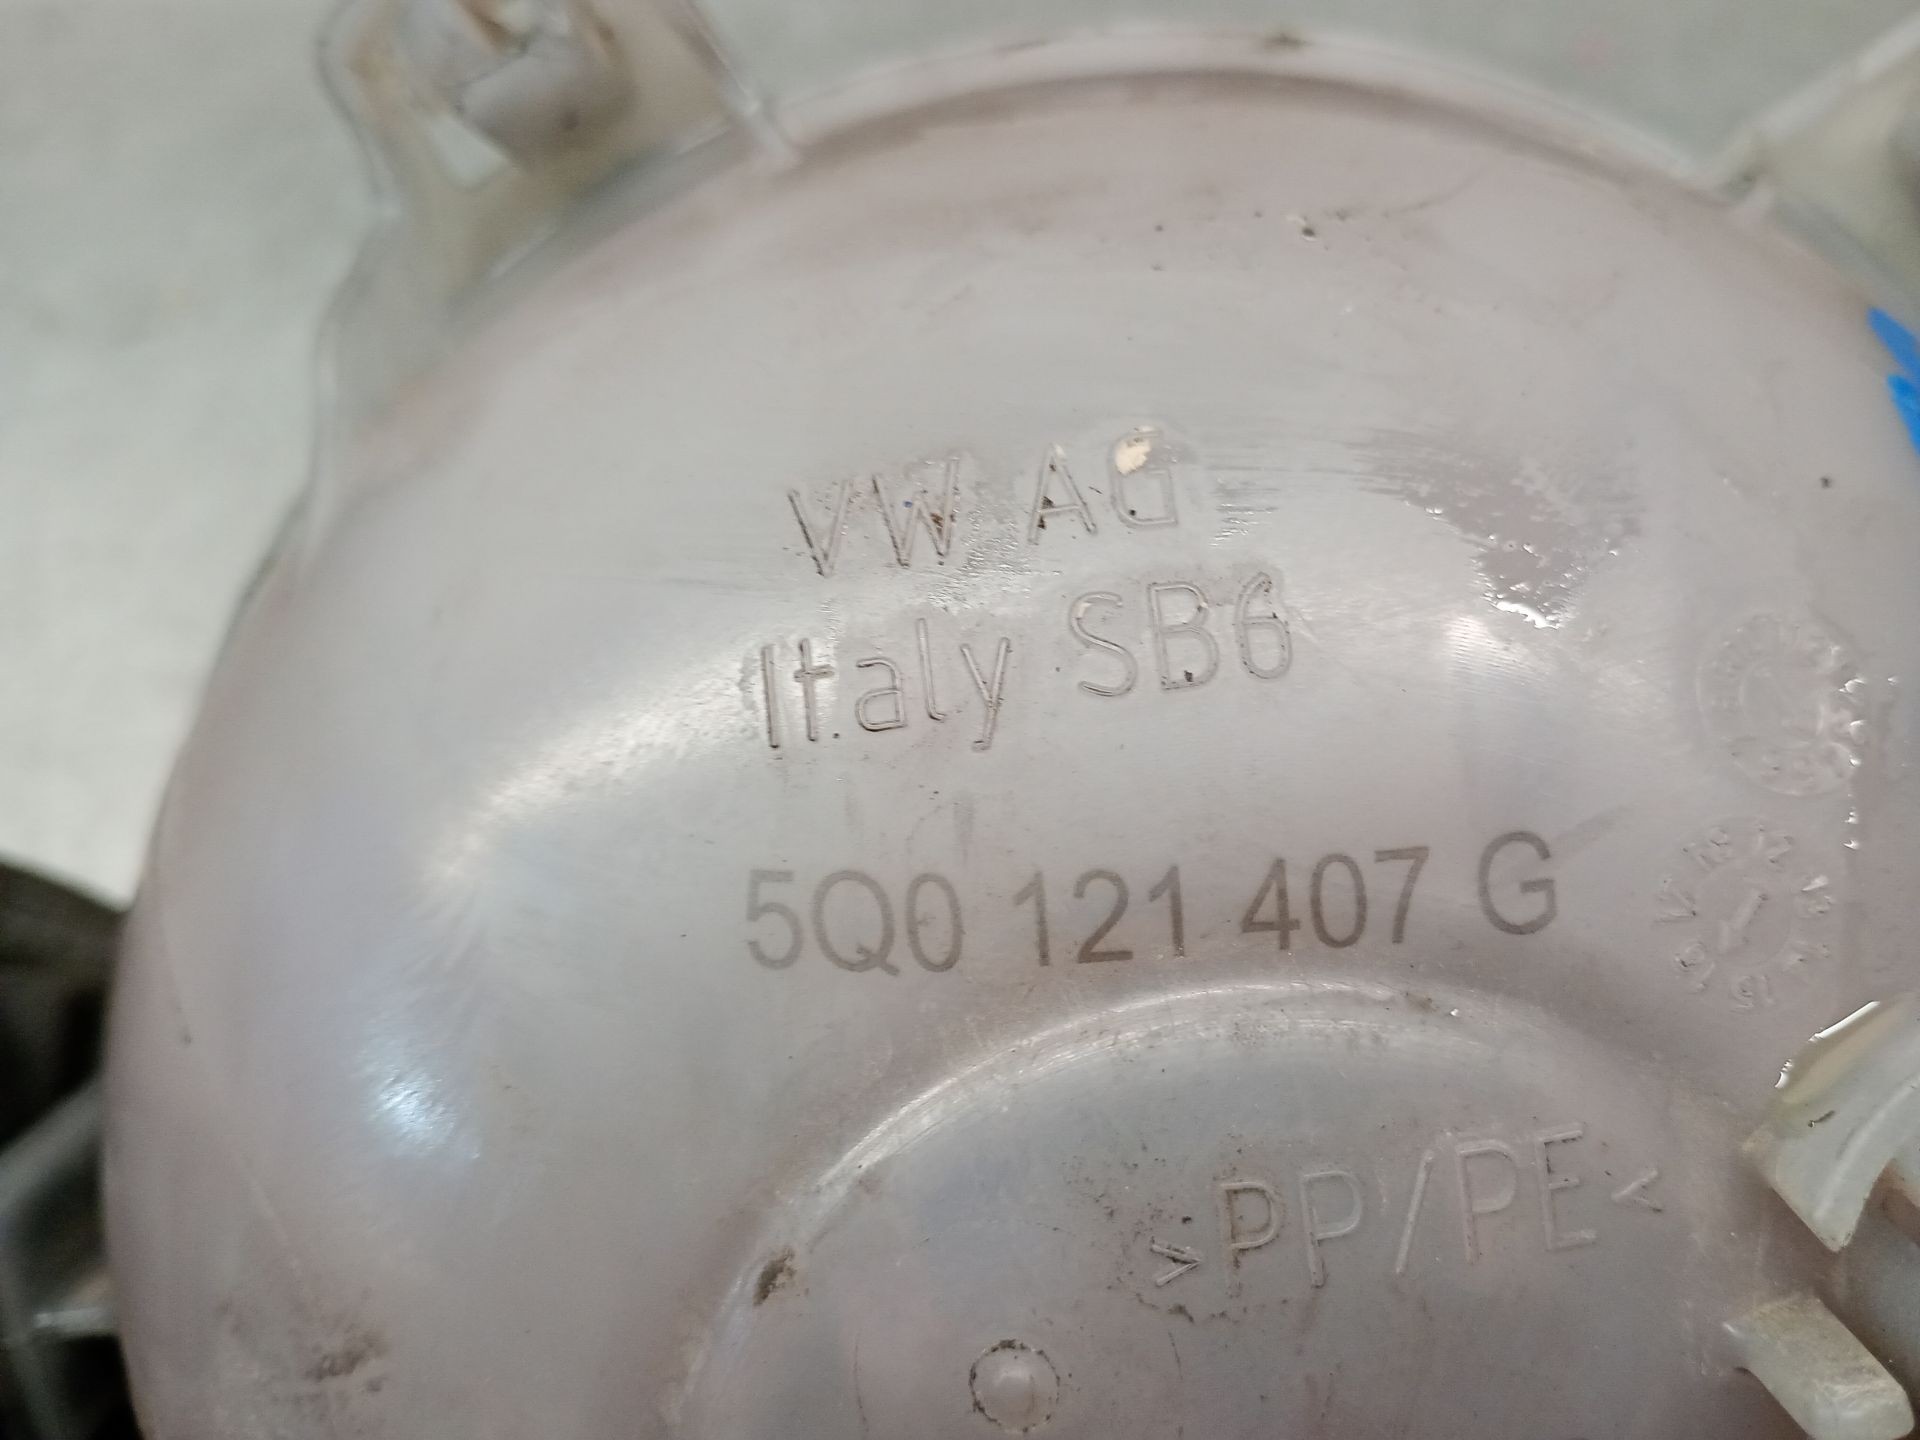 VW AG
Italy SB6
5Q0 121 407 G
>PP/PE<